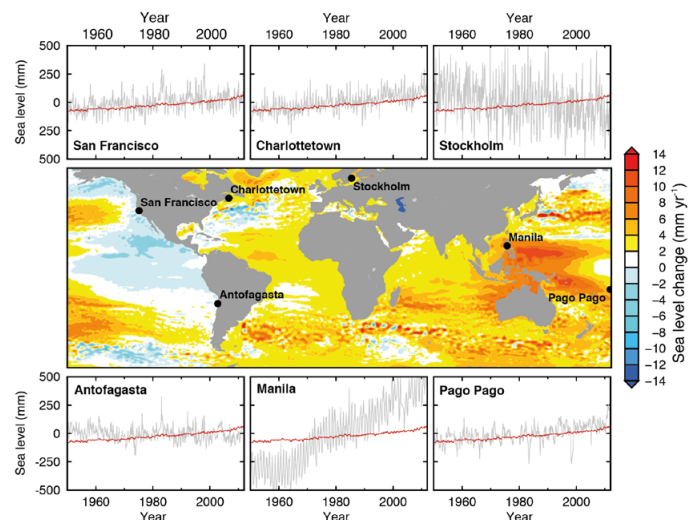 Year Year Year
1960 1980 2000 1960 1980 2000 1960 1980 2000
500
250
0
250
500
Sea level (mm)
San Francisco
Charlottetown
Stockholm
San Francisco
Charlottetown
Stockholm
Manila
Antofagasta
Pago Pago
14
12
10
8
6
4
2
0
−2
−4
−6
−8
−10
−12
−14
Sea level change (mm yr⁻¹)
500
250
0
-250
-500
Sea level (mm)
Antofagasta
Manila
Pago Pago
1960 1980 2000 1960 1980 2000 1960 1980 2000
Year Year Year